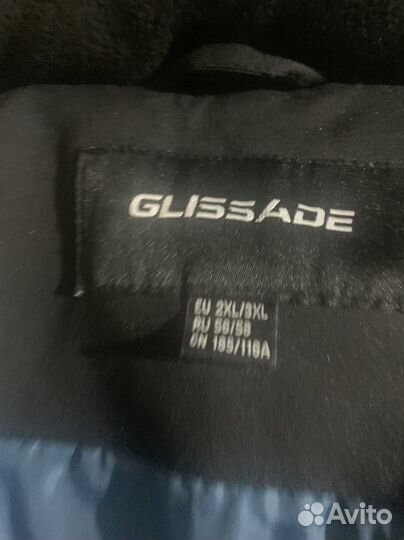 GLISSADE
EU 2XL/3XL
RU 56/58
CN 185/116A
Avito